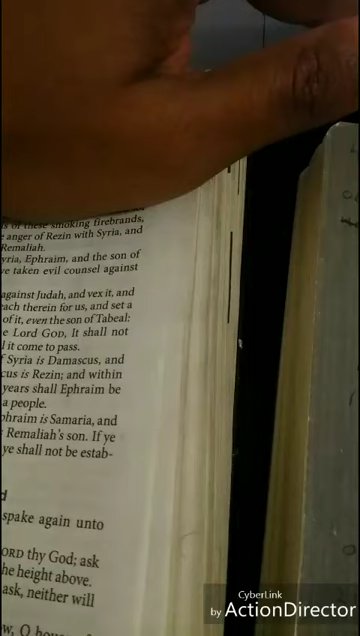 of these smoking firebrands,
anger of Rezin with Syria, and
Remaliah.
yria, Ephraim, and the son of
ve taken evil counsel against
against Judah, and vex it, and
each therein for us, and set a
of it, even the son of Tabeal:
e Lord GOD, It shall not
l it come to pass.
f Syria is Damascus, and
cus is Rezin; and within
years shall Ephraim be
a people.
phraim is Samaria, and
Remaliah's son. If ye
ye shall not be estab-
d
spake again unto
ORD thy God; ask
he height above.
ask, neither will
w, O
CyberLink
by ActionDirector